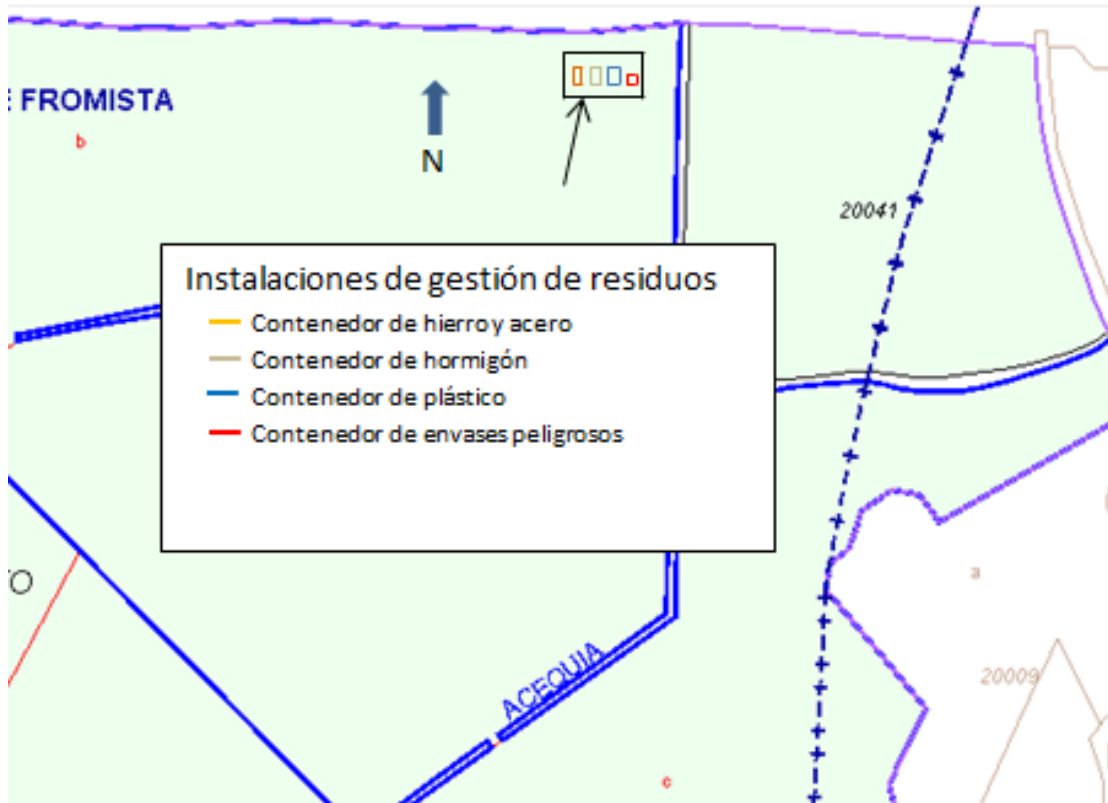 E FROMISTA
b
N
20041
Instalaciones de gestión de residuos
Contenedor de hierro y acero
Contenedor de hormigón
Contenedor de plástico
Contenedor de envases peligrosos
a
TO
20009
ACEQUIA
c